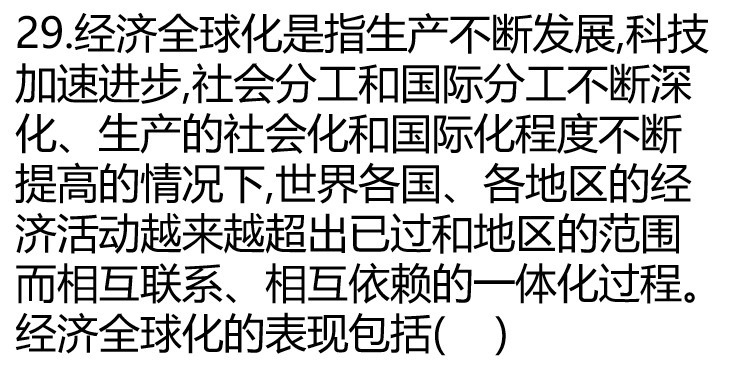 29.经济全球化是指生产不断发展,科技
加速进步,社会分工和国际分工不断深
化、生产的社会化和国际化程度不断
提高的情况下,世界各国、各地区的经
济活动越来越超出已过和地区的范围
而相互联系、相互依赖的一体化过程。
经济全球化的表现包括( )